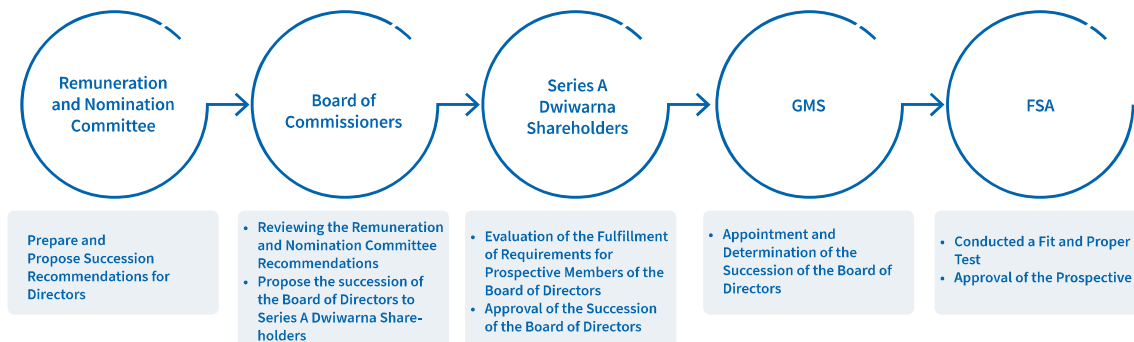 Remuneration
and Nomination
Committee
Board of
Commissioners
Series A
Dwiwarna
Shareholders
GMS
FSA
Prepare and
Propose Succession
Recommendations for
Directors
• Reviewing the Remuneration
and Nomination Committee
Recommendations
• Propose the succession of
the Board of Directors to
Series A Dwiwarna Share-
holders
• Evaluation of the Fulfillment
of Requirements for
Prospective Members of the
Board of Directors
• Approval of the Succession
of the Board of Directors
• Appointment and
Determination of the
Succession of the Board of
Directors
• Conducted a Fit and Proper
Test
• Approval of the Prospective